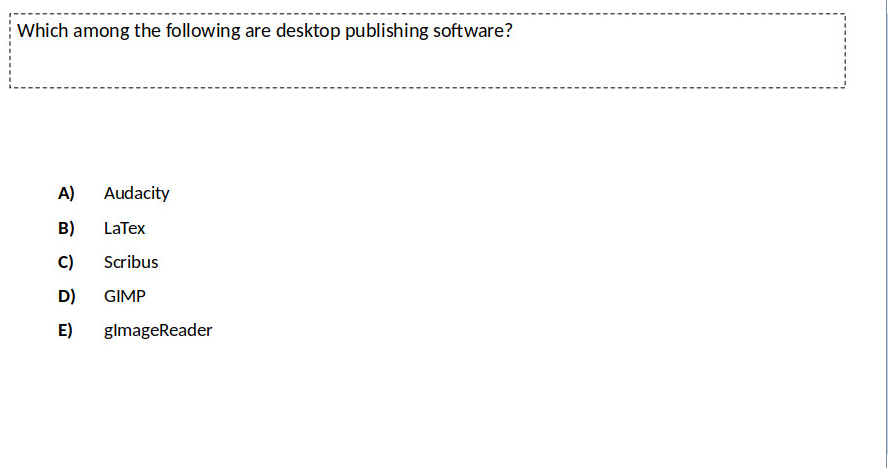 Which among the following are desktop publishing software?
A) Audacity
B) LaTex
C) Scribus
D) GIMP
E) gImageReader